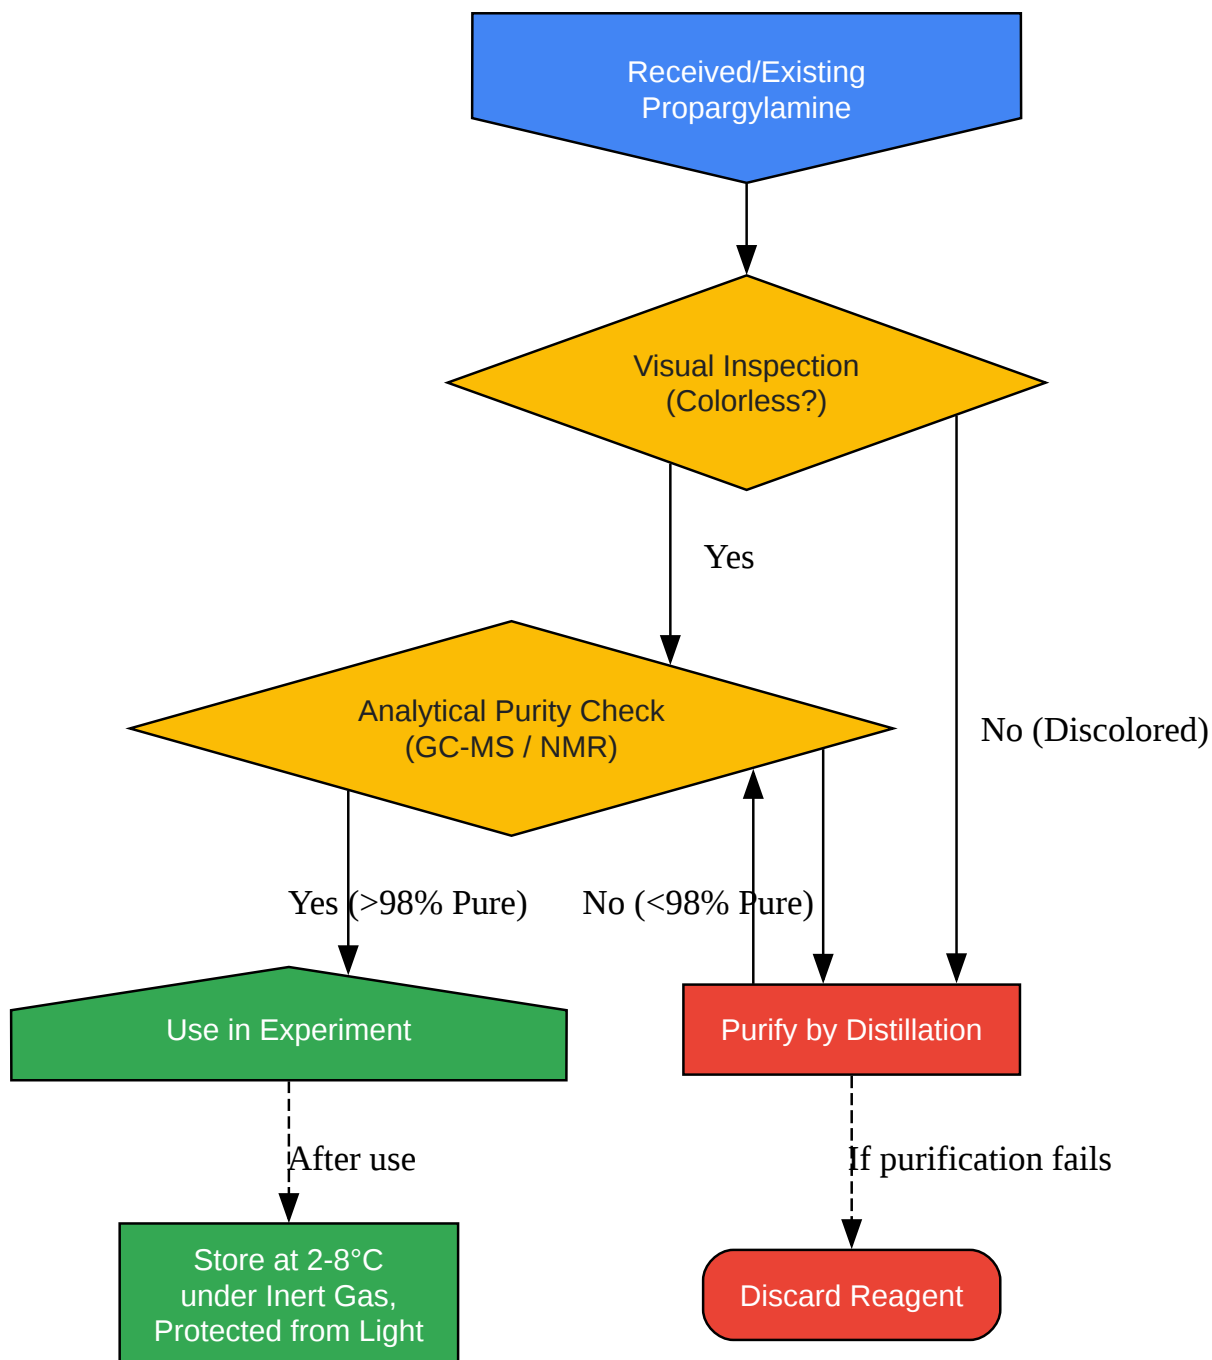 Received/Existing
Propargylamine
Visual Inspection
(Colorless?)
Yes
No (Discolored)
Analytical Purity Check
(GC-MS / NMR)
Yes (>98% Pure)
No (<98% Pure)
Use in Experiment
Purify by Distillation
After use
If purification fails
Store at 2-8°C
under Inert Gas,
Protected from Light
Discard Reagent